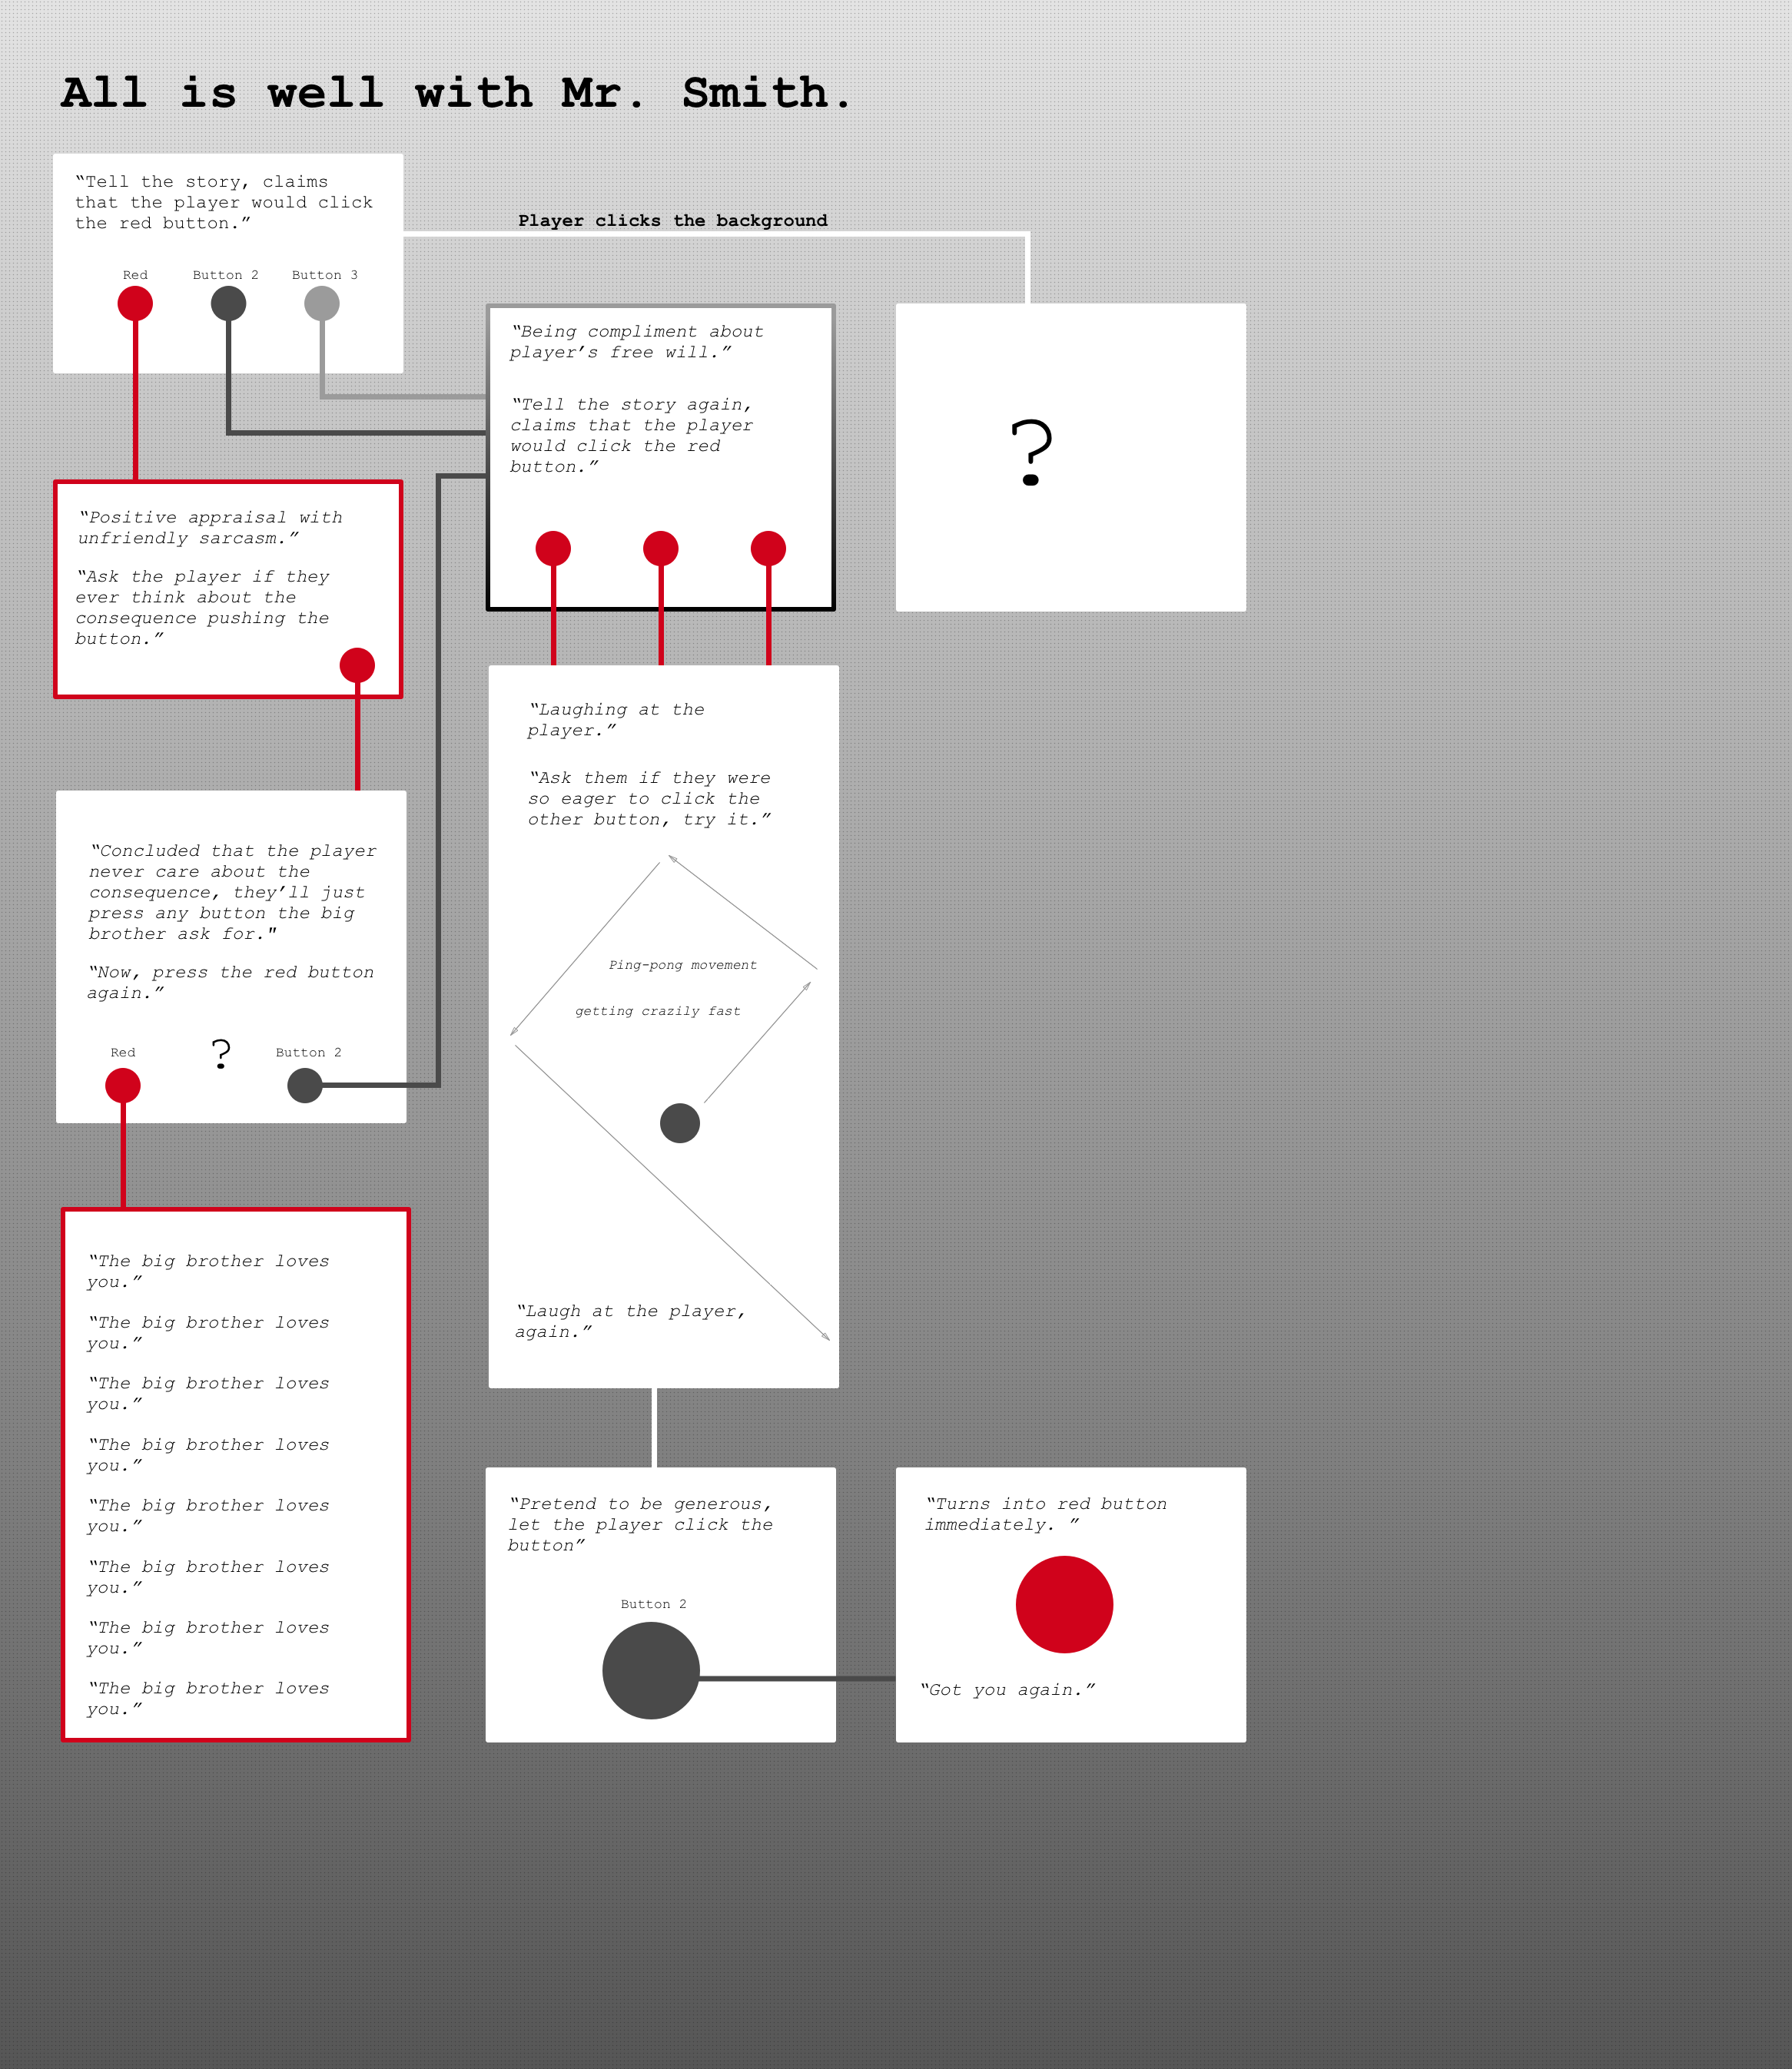 All is well with Mr. Smith.
“Tell the story, claims
that the player would click
the red button.”
Red
Button 2
Button 3
Player clicks the background
“Being compliment about
player’s free will.”
“Tell the story again,
claims that the player
would click the red
button.”
?
“Positive appraisal with
unfriendly sarcasm.”
“Ask the player if they
ever think about the
consequence pushing the
button.”
“Concluded that the player
never care about the
consequence, they’ll just
press any button the big
brother ask for."
“Now, press the red button
again.”
Red
?
Button 2
“Laughing at the
player.”
“Ask them if they were
so eager to click the
other button, try it.”
Ping-pong movement
getting crazily fast
“Laugh at the player,
again.”
“The big brother loves
you.”
“The big brother loves
you.”
“The big brother loves
you.”
“The big brother loves
you.”
“The big brother loves
you.”
“The big brother loves
you.”
“The big brother loves
you.”
“The big brother loves
you.”
“Pretend to be generous,
let the player click the
button”
Button 2
“Turns into red button
immediately. ”
“Got you again.”